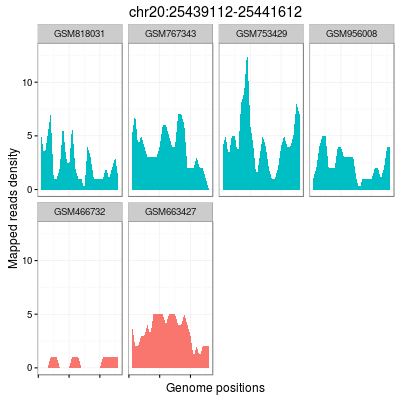 chr20:25439112-25441612
GSM818031 GSM767343 GSM753429 GSM956008
10
5
0
GSM466732 GSM663427
10
5
0
Mapped reads density
Genome positions